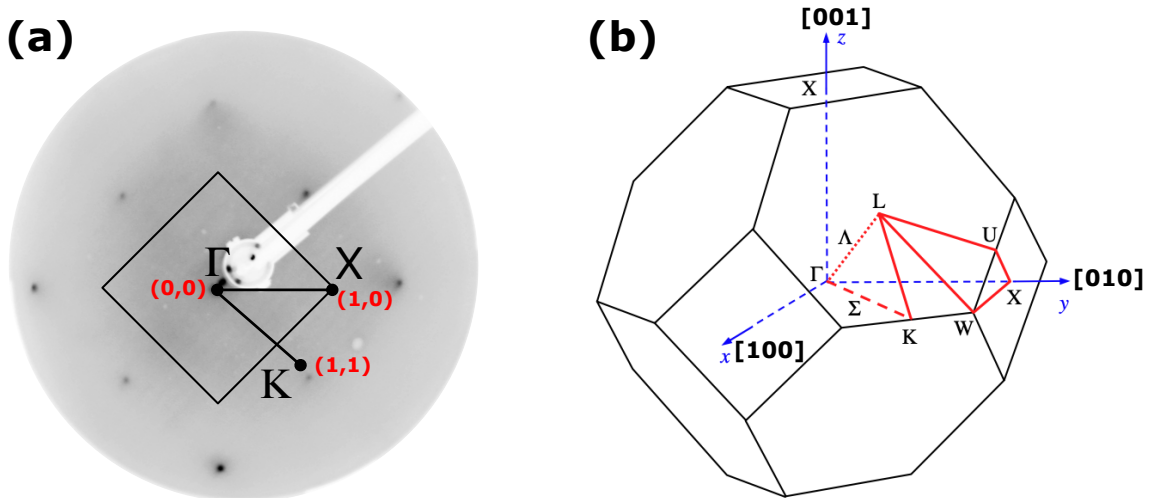 (a)
Γ
X
(0,0)
(1,0)
K
(1,1)
(b)
[001]
z
X
L
Λ
U
Γ
[010]
Σ
X
y
K
W
x
[100]